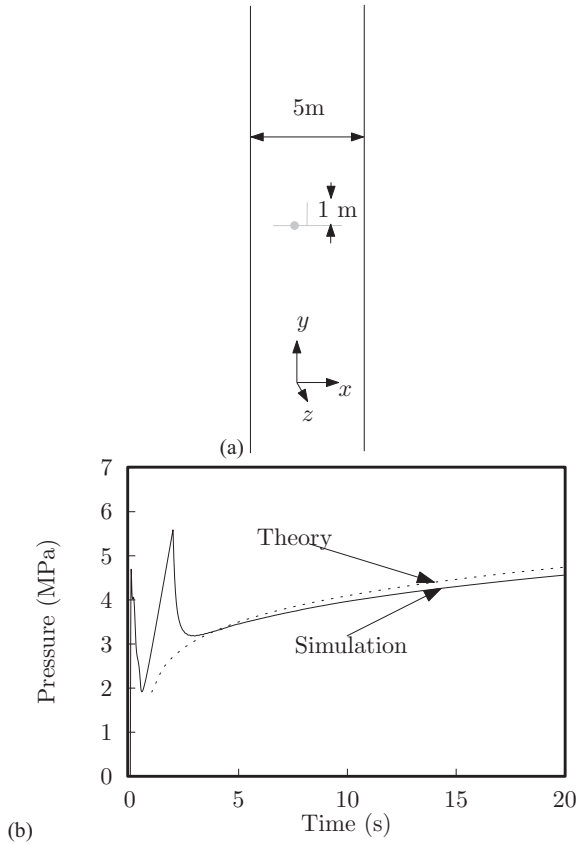 5m
1 m
y
x
z
(a)
7
6
5
4
3
2
1
0
Pressure (MPa)
Theory
Simulation
0
5
10
15
20
Time (s)
(b)